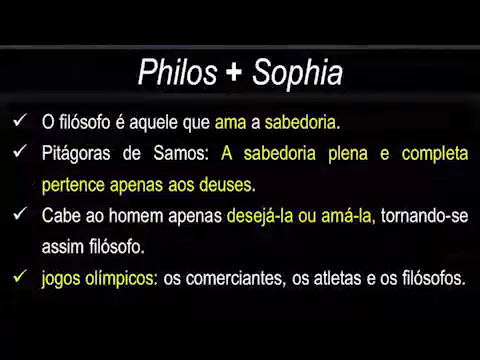 Philos + Sophia
✓ O filósofo é aquele que ama a sabedoria.
✓ Pitágoras de Samos: A sabedoria plena e completa
pertence apenas aos deuses.
✓ Cabe ao homem apenas desejá-la ou amá-la, tornando-se
assim filósofo.
✓ jogos olímpicos: os comerciantes, os atletas e os filósofos.